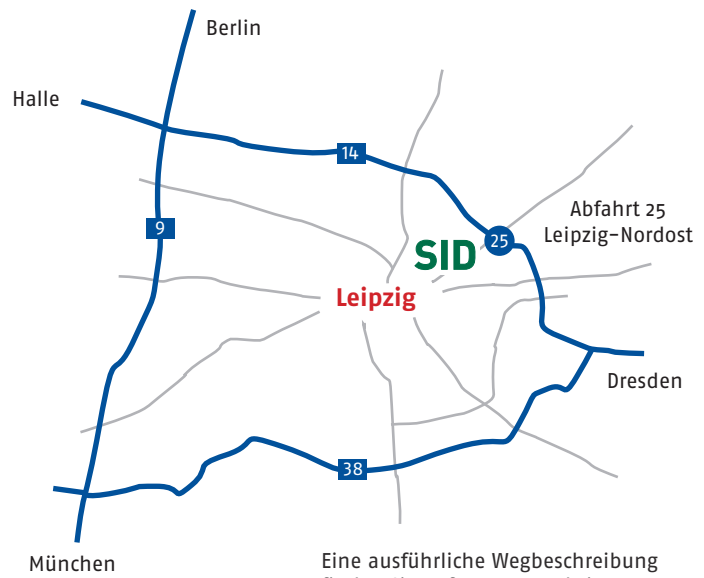 Berlin
Halle
14
9
Abfahrt 25
Leipzig-Nordost
25
SID
Leipzig
Dresden
38
München
Eine ausführliche Wegbeschreibung